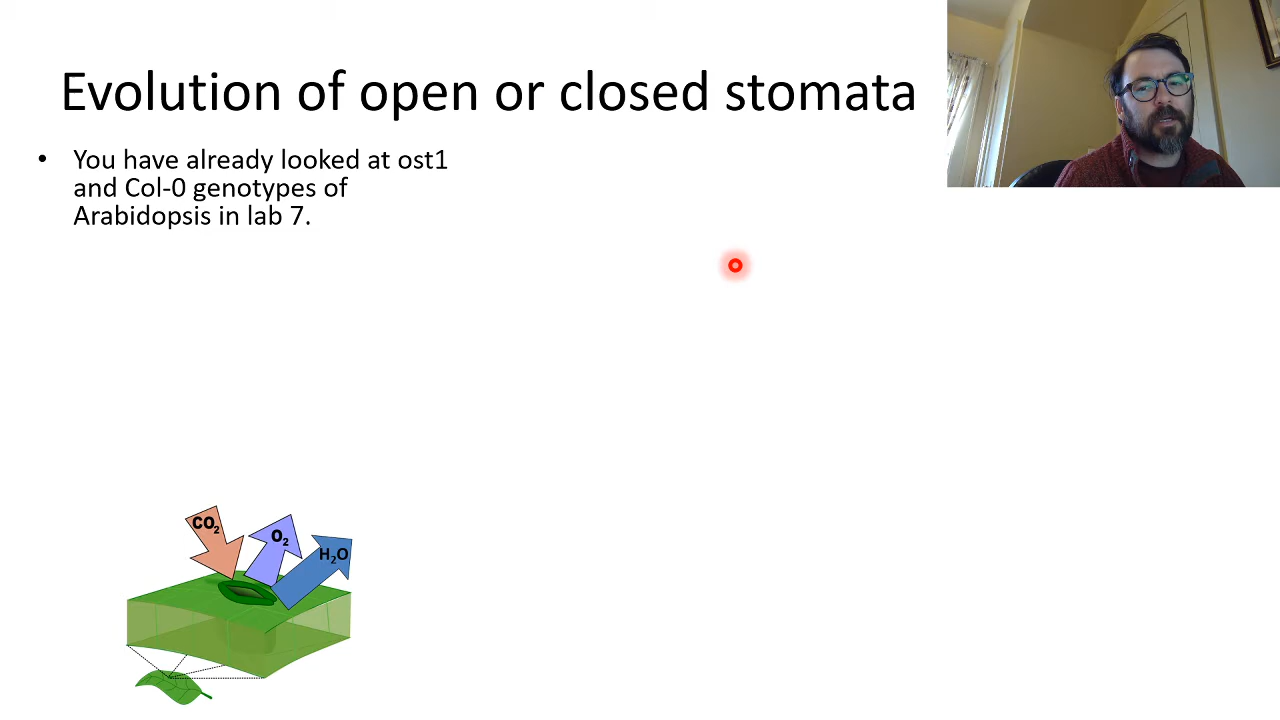 Evolution of open or closed stomata
• You have already looked at ost1
and Col-0 genotypes of
Arabidopsis in lab 7.
CO₂
O₂
H₂O